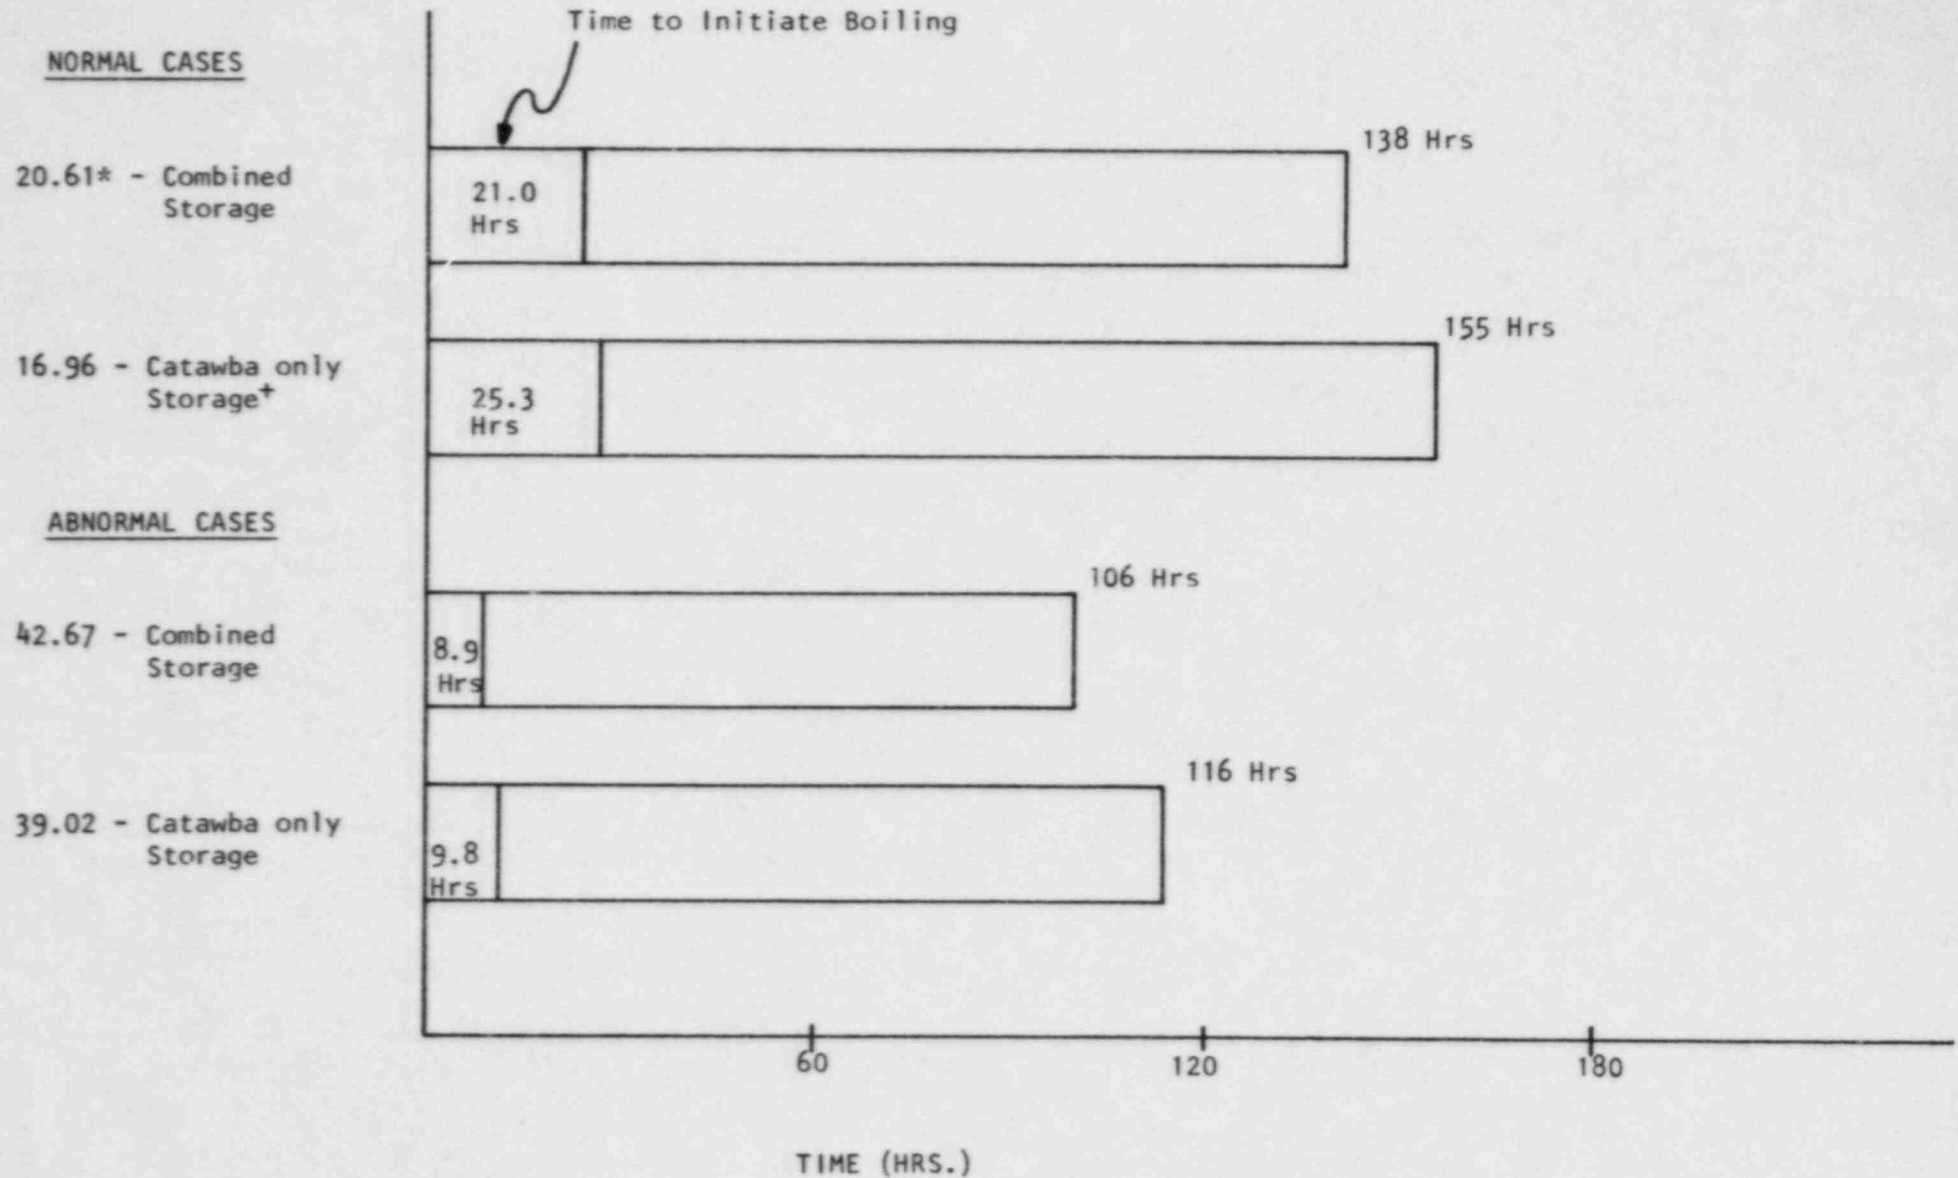 Time to Initiate Boiling
NORMAL CASES
138 Hrs
20.61* - Combined
Storage
21.0
Hrs
155 Hrs
16.96 - Catawba only
Storage+
25.3
Hrs
ABNORMAL CASES
106 Hrs
42.67 - Combined
Storage
8.9
Hrs
116 Hrs
39.02 - Catawba only
Storage
9.8
Hrs
60
120
180
TIME (HRS.)